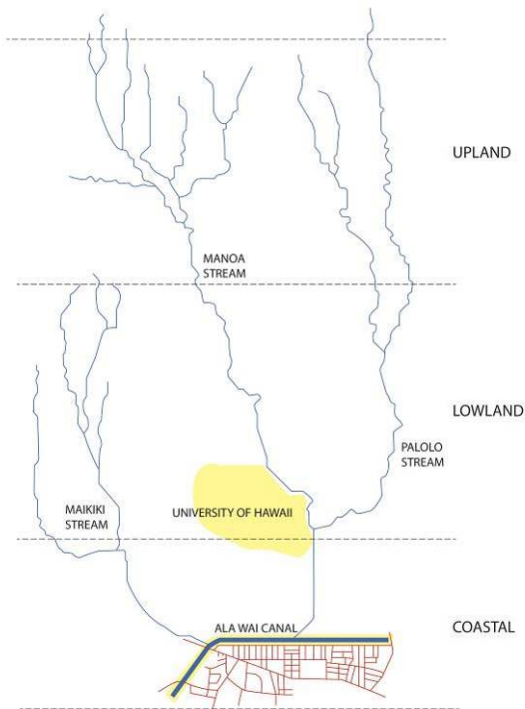 UPLAND
MANOA
STREAM
LOWLAND
PALOLO
STREAM
MAIKIKI
STREAM
UNIVERSITY OF HAWAII
ALA WAI CANAL
COASTAL